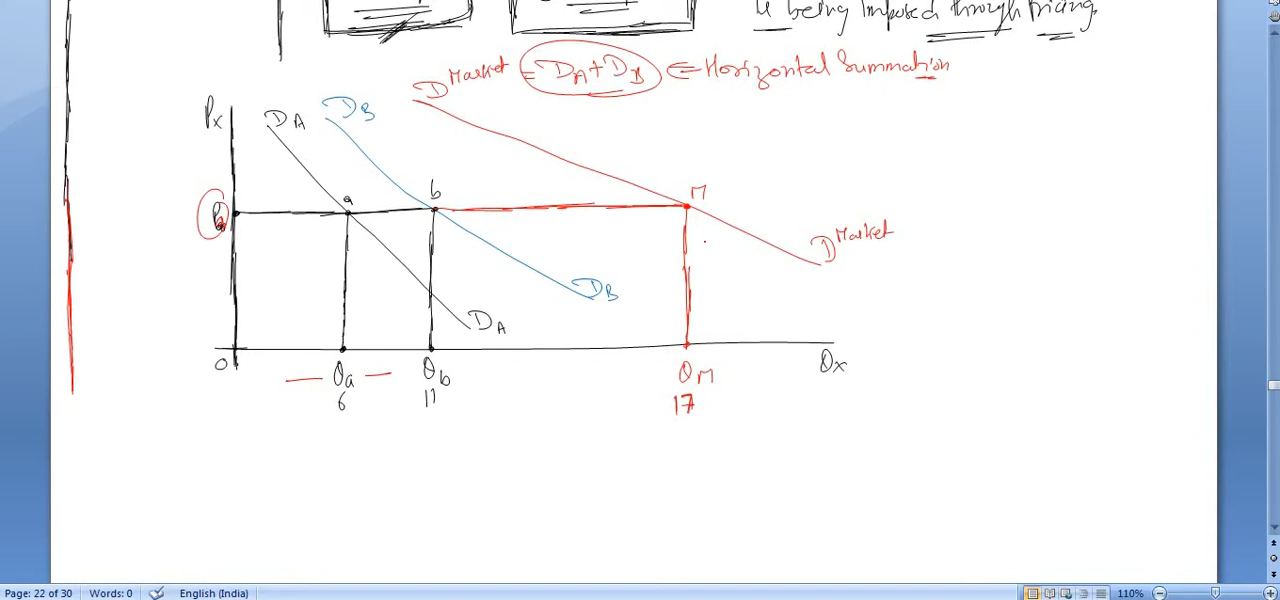 is being Imposed through Pricing.
D Market = DA + DB ⇐ Horizontal Summation
Px
DA
DB
a
b
M
D Market
DB
DA
O
Qa
Qb
QM
Qx
6
11
17
Page: 22 of 30
Words: 0
English (India)
110%